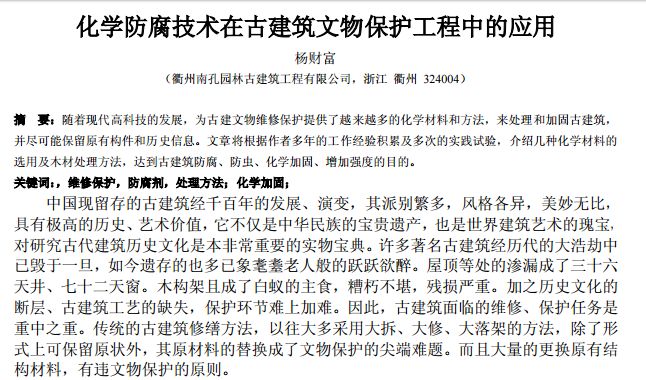 化学防腐技术在古建筑文物保护工程中的应用
杨财富
（衢州南孔园林古建筑工程有限公司，浙江 衢州 324004）
摘 要：随着现代高科技的发展，为古建文物维修保护提供了越来越多的化学材料和方法，来处理和加固古建筑，
并尽可能保留原有构件和历史信息。文章将根据作者多年的工作经验积累及多次的实践试验，介绍几种化学材料的
选用及木材处理方法，达到古建筑防腐、防虫、化学加固、增加强度的目的。
关键词：，维修保护，防腐剂，处理方法；化学加固；
中国现留存的古建筑经千百年的发展、演变，其派别繁多，风格各异，美妙无比，
具有极高的历史、艺术价值，它不仅是中华民族的宝贵遗产，也是世界建筑艺术的瑰宝，
对研究古代建筑历史文化是本非常重要的实物宝典。许多著名古建筑经历代的大浩劫中
已毁于一旦，如今遗存的也多已象耄耋老人般的跃跃欲醉。屋顶等处的渗漏成了三十六
天井、七十二天窗。木构架且成了白蚁的主食，糟朽不堪，残损严重。加之历史文化的
断层、古建筑工艺的缺失，保护环节难上加难。因此，古建筑面临的维修、保护任务是
重中之重。传统的古建筑修缮方法，以往大多采用大拆、大修、大落架的方法，除了形
式上可保留原状外，其原材料的替换成了文物保护的尖端难题。而且大量的更换原有结
构材料，有违文物保护的原则。